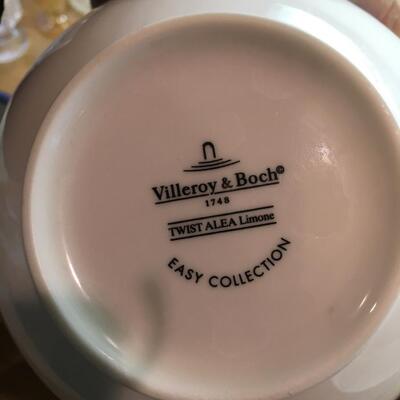 Villeroy & Boch©
1748
TWIST ALEA Limone
EASY COLLECTION